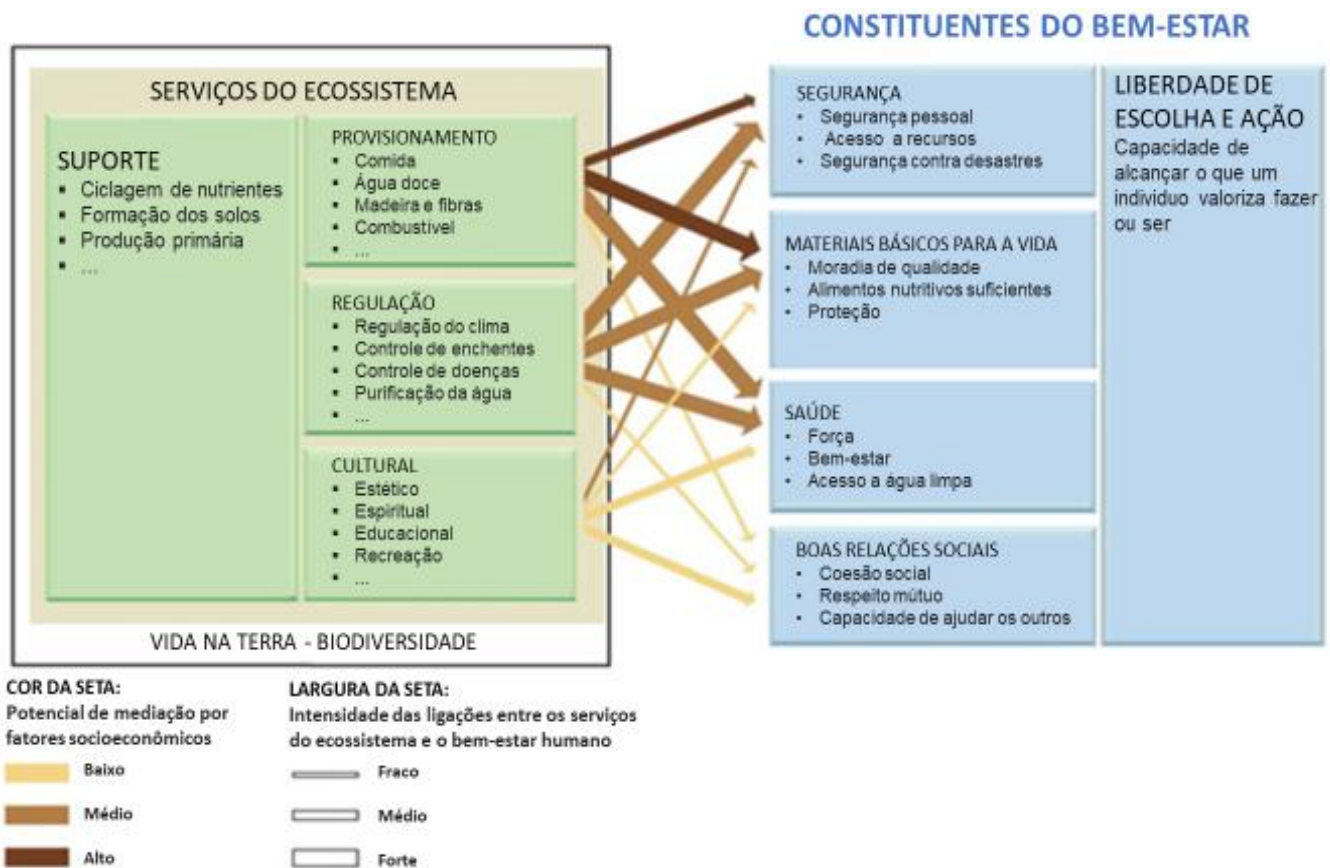 CONSTITUENTES DO BEM-ESTAR
SERVIÇOS DO ECOSSISTEMA
SUPORTE
▪ Ciclagem de nutrientes
▪ Formação dos solos
▪ Produção primária
▪ ...
PROVISIONAMENTO
▪ Comida
▪ Água doce
▪ Madeira e fibras
▪ Combustível
▪ ...
REGULAÇÃO
▪ Regulação do clima
▪ Controle de enchentes
▪ Controle de doenças
▪ Purificação da água
▪ ...
CULTURAL
▪ Estético
▪ Espiritual
▪ Educacional
▪ Recreação
▪ ...
VIDA NA TERRA - BIODIVERSIDADE
SEGURANÇA
• Segurança pessoal
• Acesso a recursos
• Segurança contra desastres
MATERIAIS BÁSICOS PARA A VIDA
• Moradia de qualidade
• Alimentos nutritivos suficientes
• Proteção
SAÚDE
• Força
• Bem-estar
• Acesso a água limpa
BOAS RELAÇÕES SOCIAIS
• Coesão social
• Respeito mútuo
• Capacidade de ajudar os outros
LIBERDADE DE
ESCOLHA E AÇÃO
Capacidade de
alcançar o que um
individuo valoriza fazer
ou ser
COR DA SETA:
Potencial de mediação por
fatores socioeconômicos
Baixo
Médio
Alto
LARGURA DA SETA:
Intensidade das ligações entre os serviços
do ecossistema e o bem-estar humano
Fraco
Médio
Forte